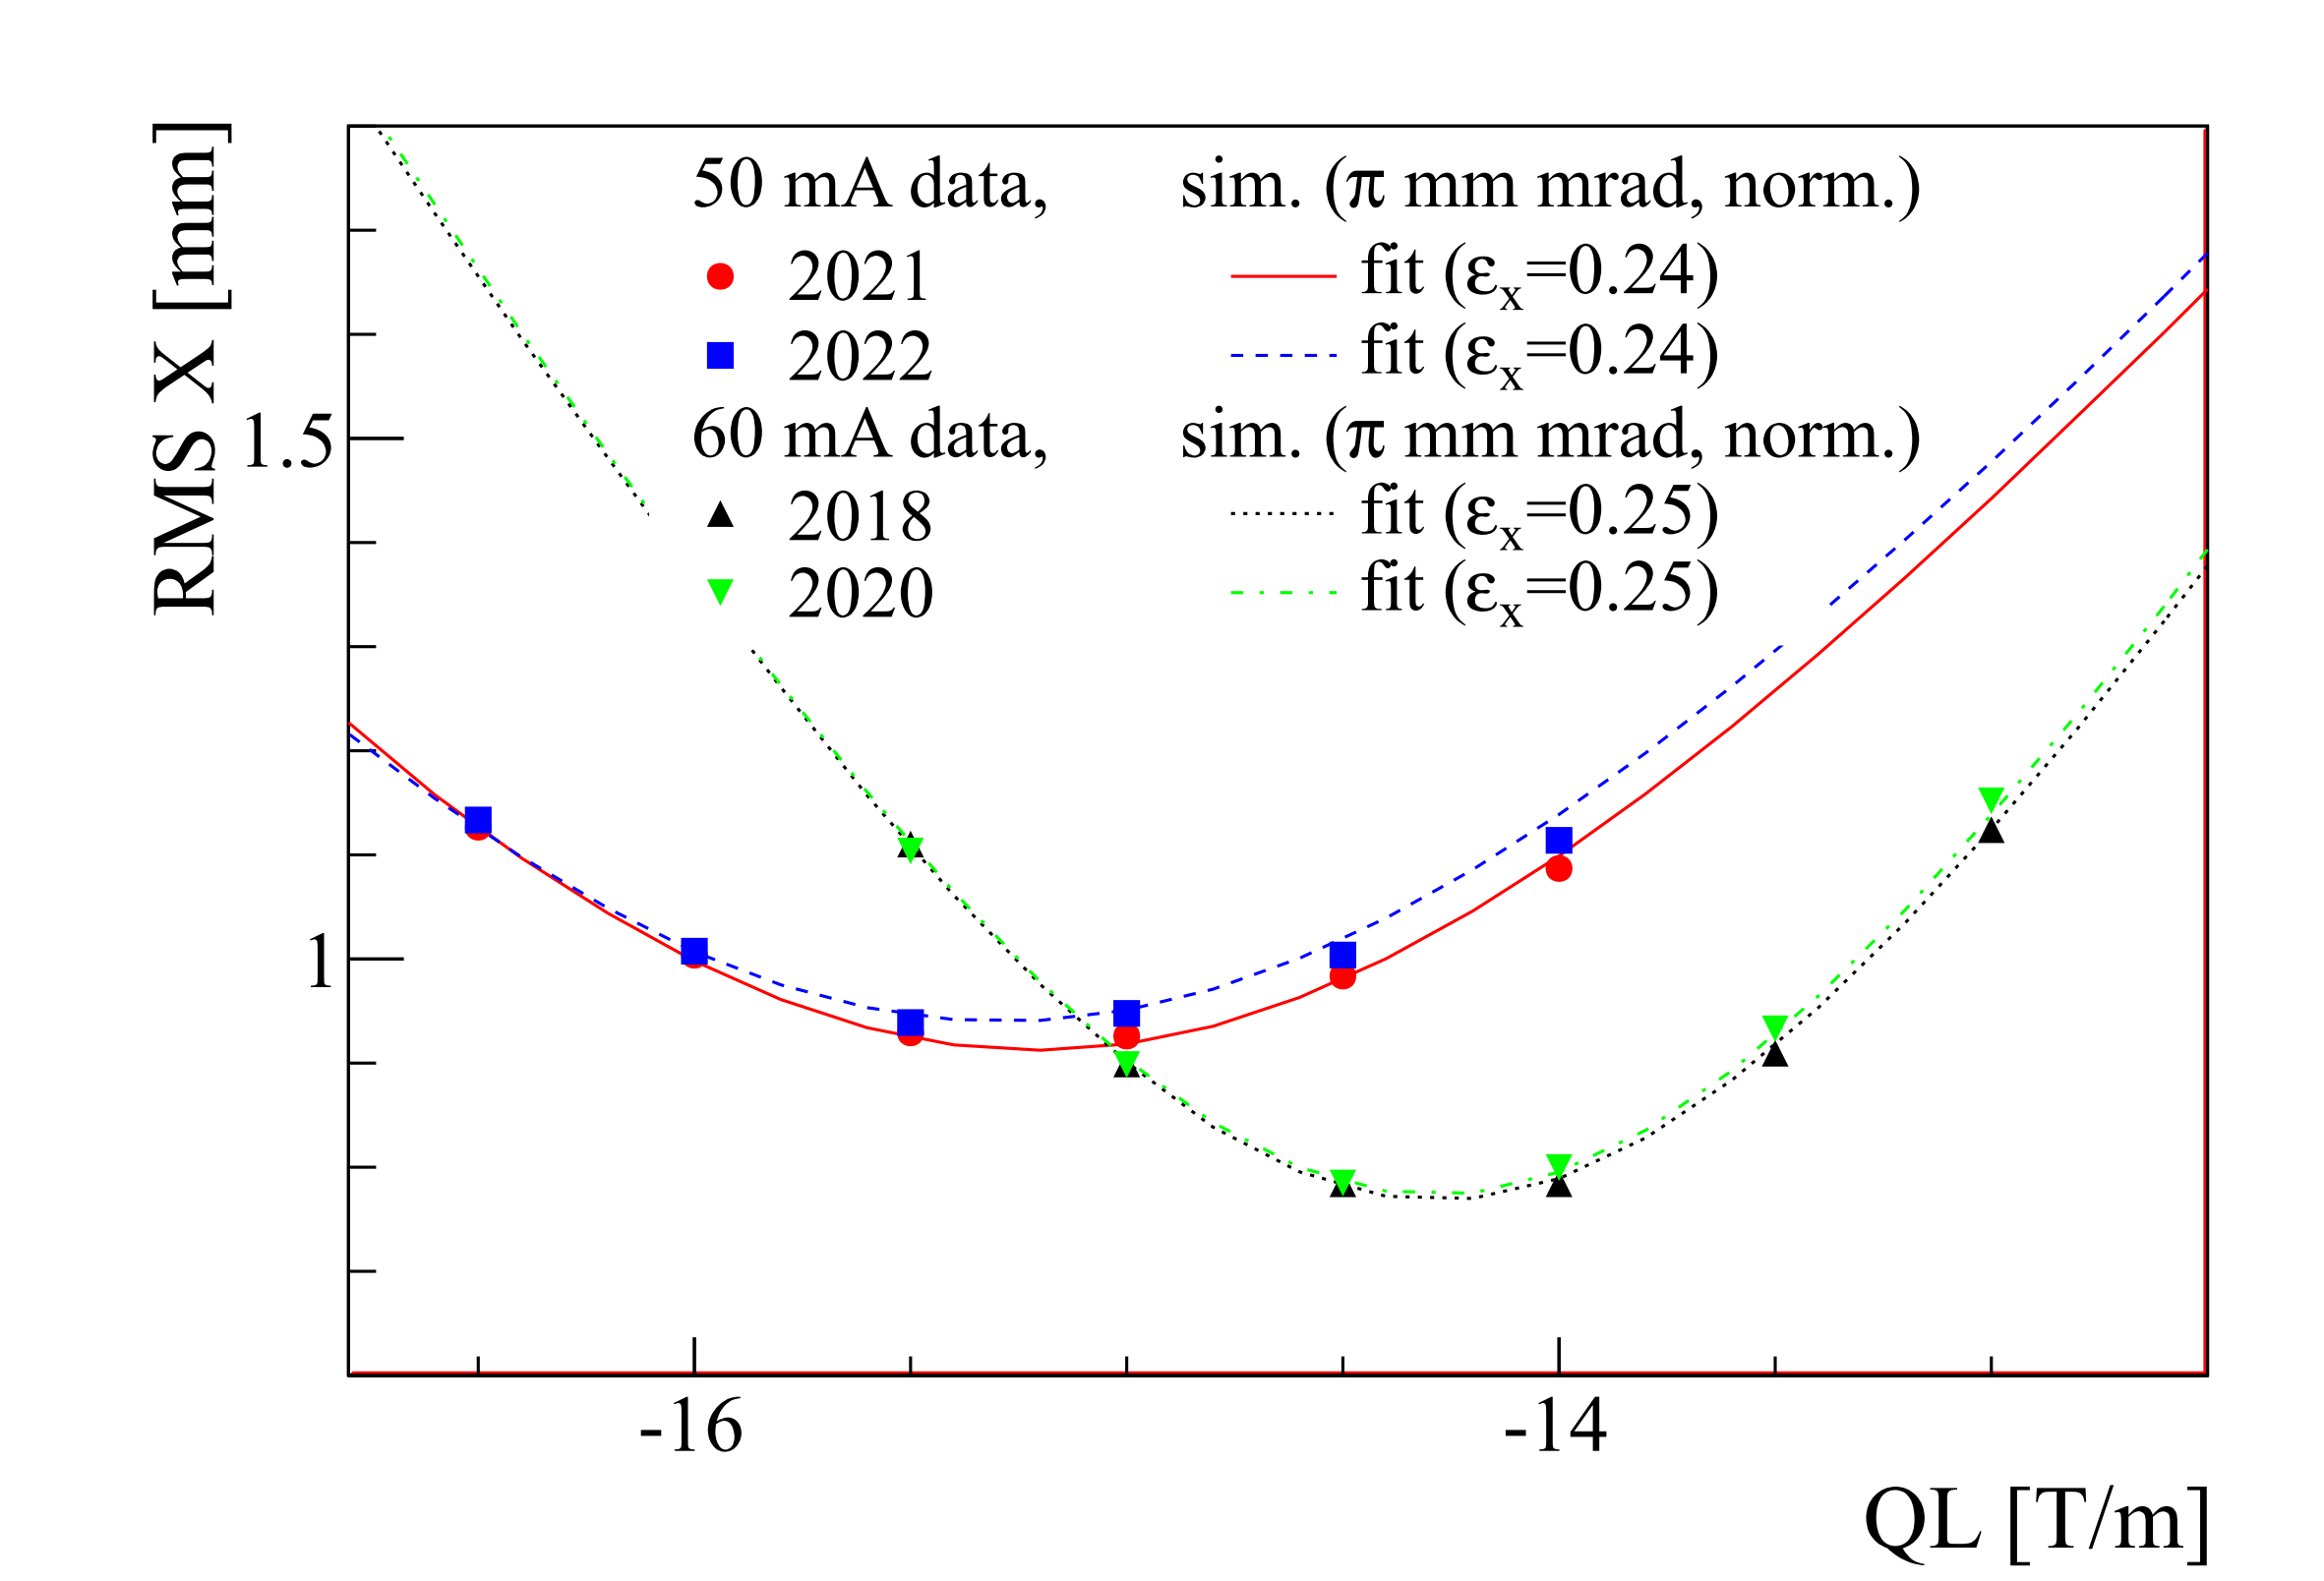 50 mA data, sim. (π mm mrad, norm.)
2021 fit (εx=0.24)
2022 fit (εx=0.24)
60 mA data, sim. (π mm mrad, norm.)
2018 fit (εx=0.25)
2020 fit (εx=0.25)
RMS X [mm]
1.5
1
-16 -14
QL [T/m]